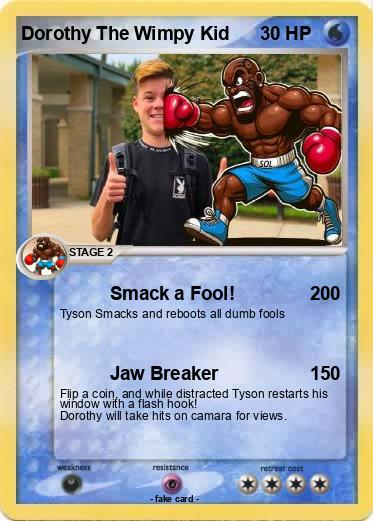 Dorothy The Wimpy Kid 30 HP
SOL
PLAYBOY
STAGE 2
Smack a Fool! 200
Tyson Smacks and reboots all dumb fools
Jaw Breaker 150
Flip a coin, and while distracted Tyson restarts his
window with a flash hook!
Dorothy will take hits on camara for views.
weakness resistance retreat cost
- fake card -